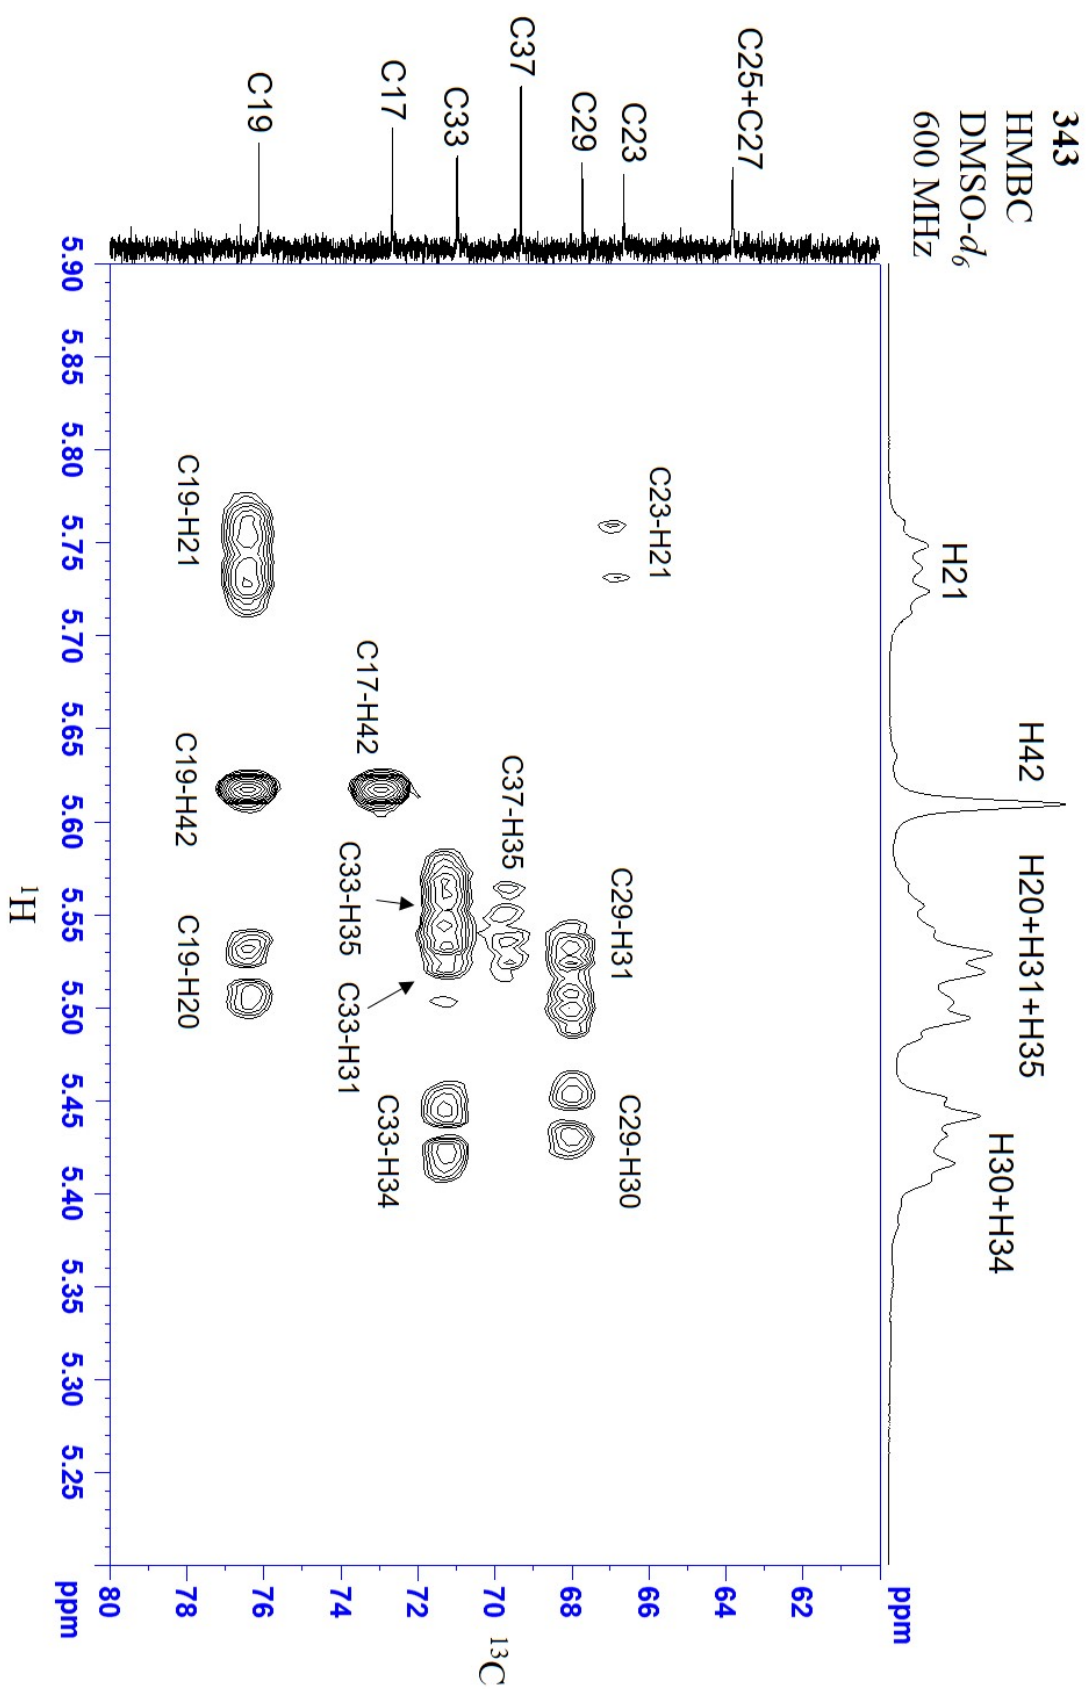 343
HMBC
DMSO-d6
600 MHz
H21
H42
H20+H31+H35
H30+H34
C25+C27
C23
C29
C37
C33
C17
C19
C23-H21
C19-H21
C17-H42
C19-H42
C37-H35
C29-H31
C33-H35
C33-H31
C19-H20
C29-H30
C33-H34
5.90 5.85 5.80 5.75 5.70 5.65 5.60 5.55 5.50 5.45 5.40 5.35 5.30 5.25 ppm
1H
ppm
62
64
66
68
70
72
74
76
78
80
13C